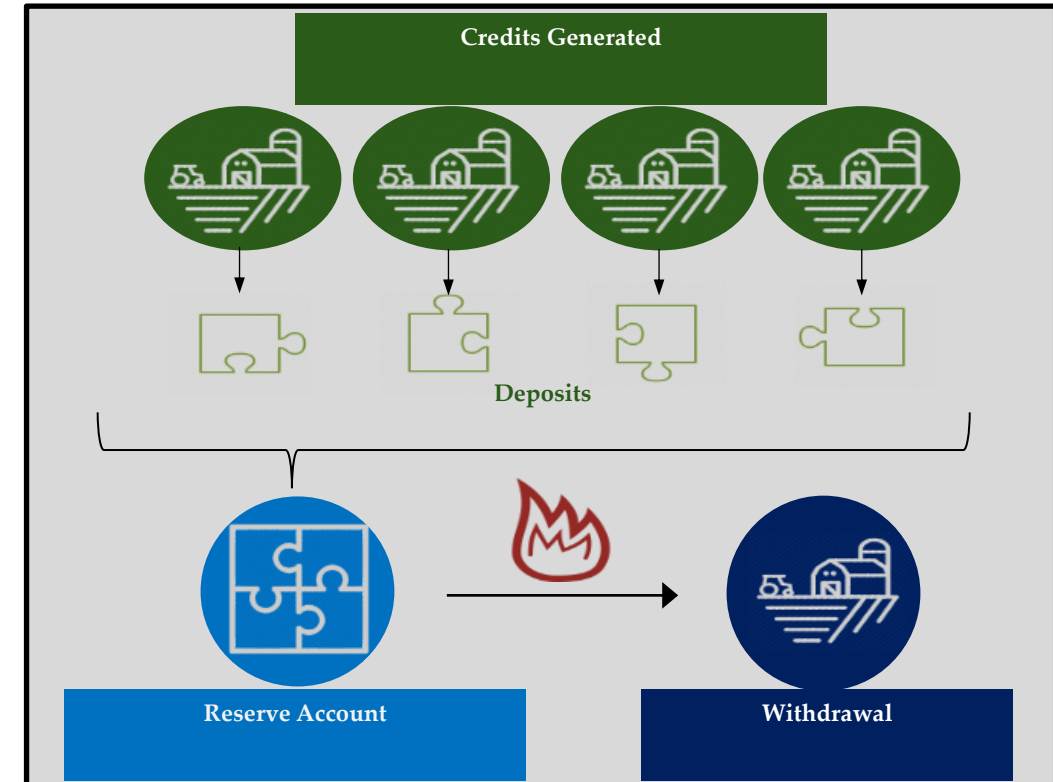 Credits Generated
Deposits
Reserve Account
Withdrawal